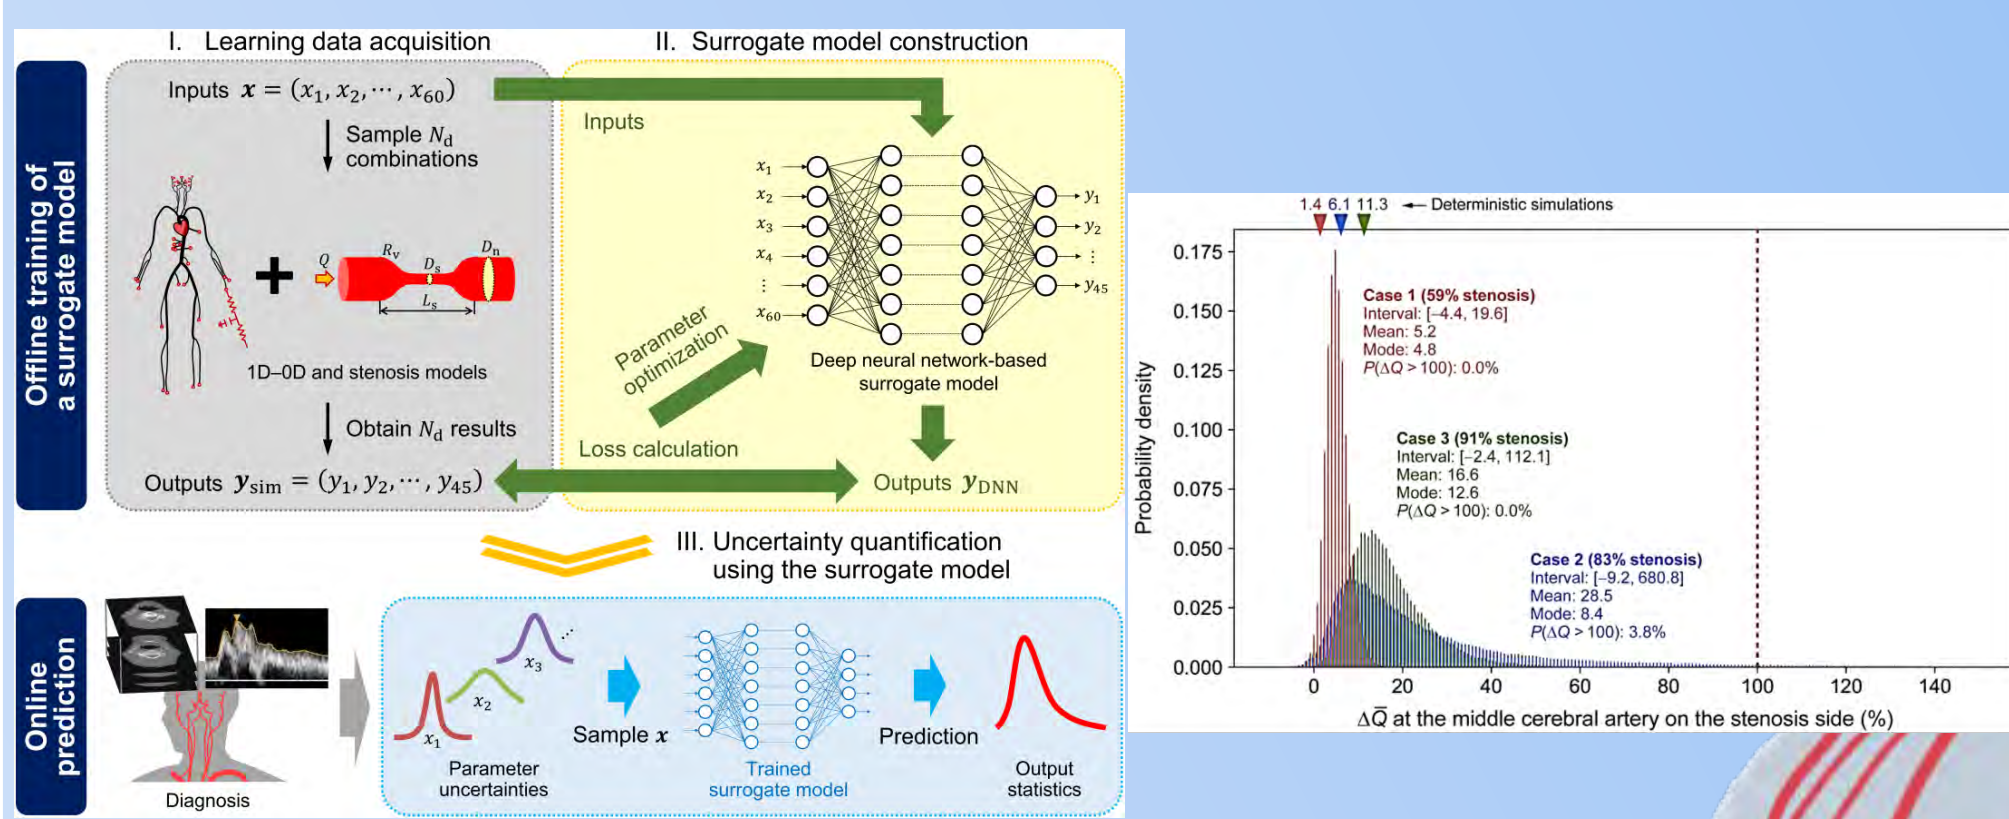 I. Learning data acquisition
II. Surrogate model construction
Offline training of
a surrogate model
Inputs x = (x1, x2, ⋯ , x60)
Sample Nd
combinations
Q
Rv
Ds
Dn
Ls
1D–0D and stenosis models
Obtain Nd results
Outputs ysim = (y1, y2, ⋯ , y45)
Inputs
x1
x2
x3
x4
⋮
x60
y1
y2
⋮
y45
Parameter
optimization
Deep neural network-based
surrogate model
Loss calculation
Outputs yDNN
III. Uncertainty quantification
using the surrogate model
Online
prediction
Diagnosis
x1
x2
x3
⋯
Parameter
uncertainties
Sample x
Trained
surrogate model
Prediction
Output
statistics
1.4 6.1 11.3 ← Deterministic simulations
Probability density
0.175
0.150
0.125
0.100
0.075
0.050
0.025
0.000
Case 1 (59% stenosis)
Interval: [−4.4, 19.6]
Mean: 5.2
Mode: 4.8
P(ΔQ > 100): 0.0%
Case 3 (91% stenosis)
Interval: [−2.4, 112.1]
Mean: 16.6
Mode: 12.6
P(ΔQ > 100): 0.0%
Case 2 (83% stenosis)
Interval: [−9.2, 680.8]
Mean: 28.5
Mode: 8.4
P(ΔQ > 100): 3.8%
0 20 40 60 80 100 120 140
ΔQ̅ at the middle cerebral artery on the stenosis side (%)